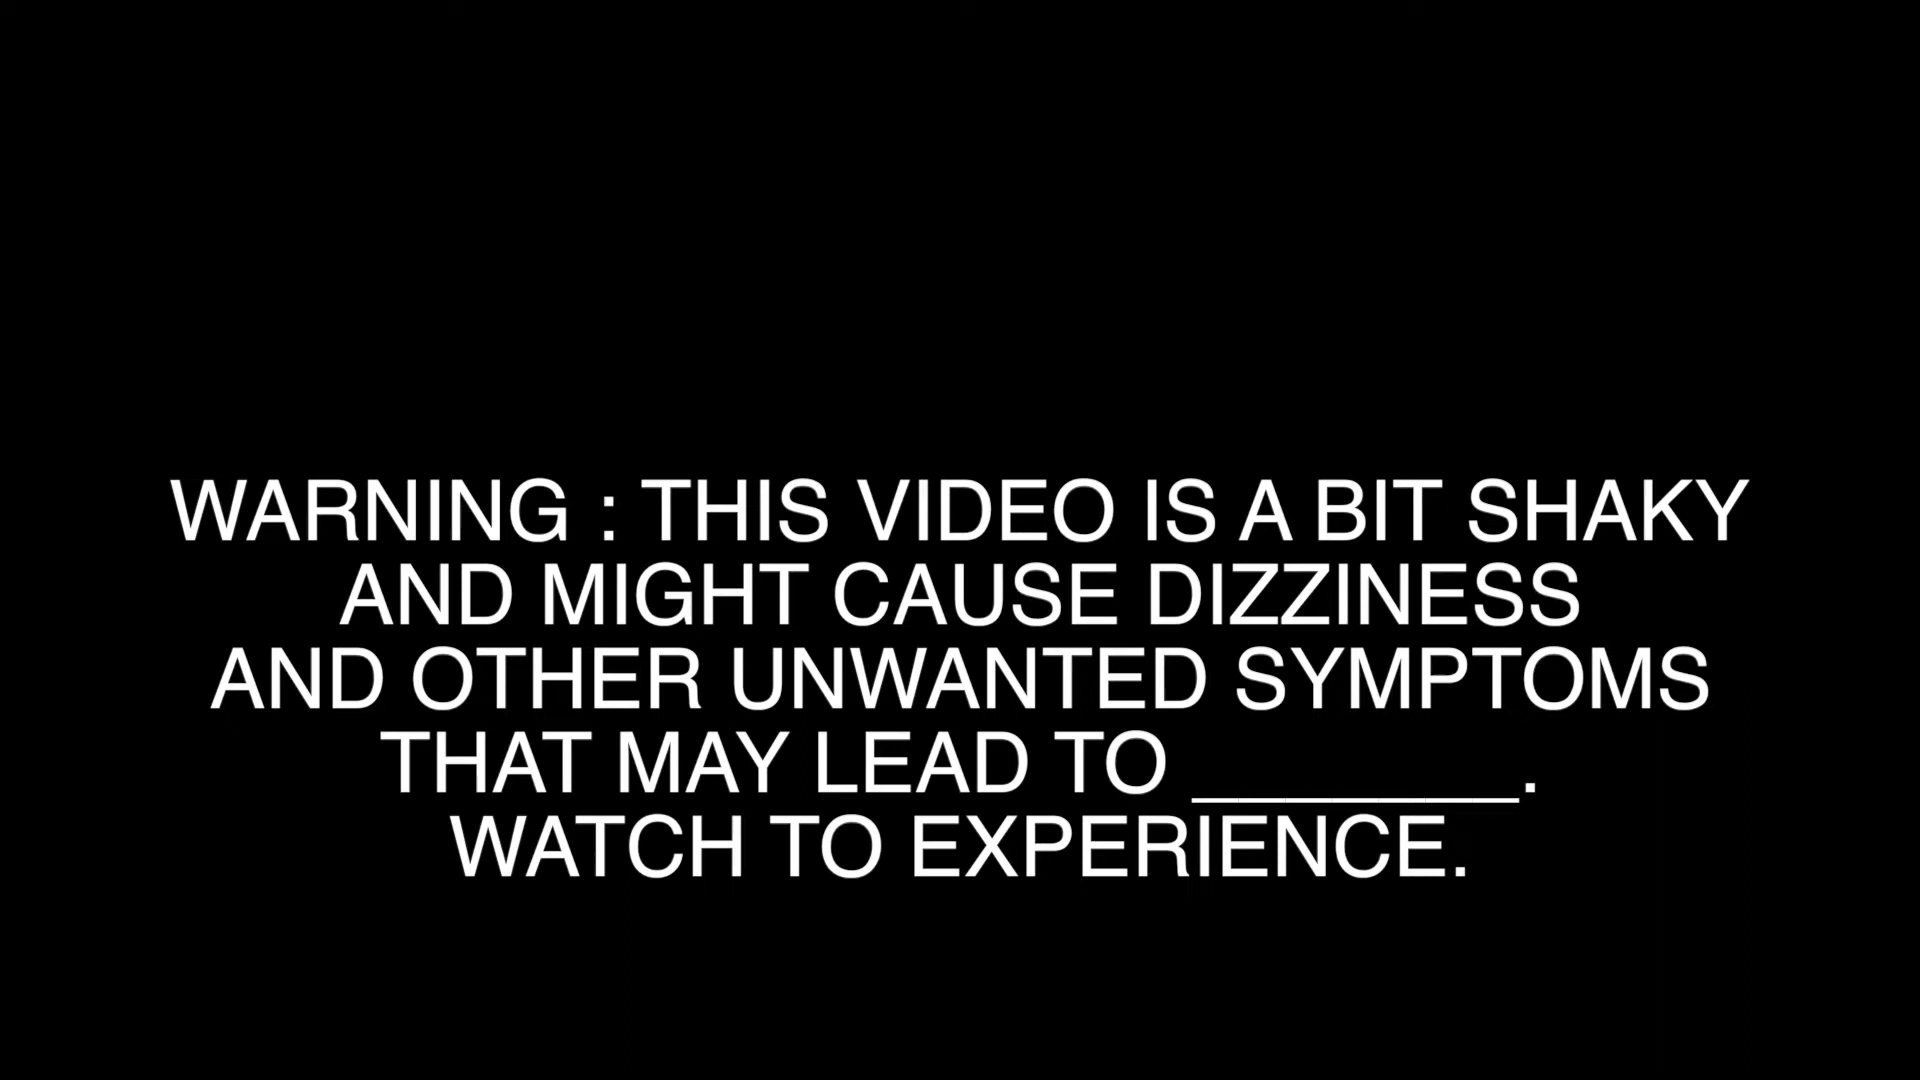 WARNING : THIS VIDEO IS A BIT SHAKY
AND MIGHT CAUSE DIZZINESS
AND OTHER UNWANTED SYMPTOMS
THAT MAY LEAD TO _______.
WATCH TO EXPERIENCE.